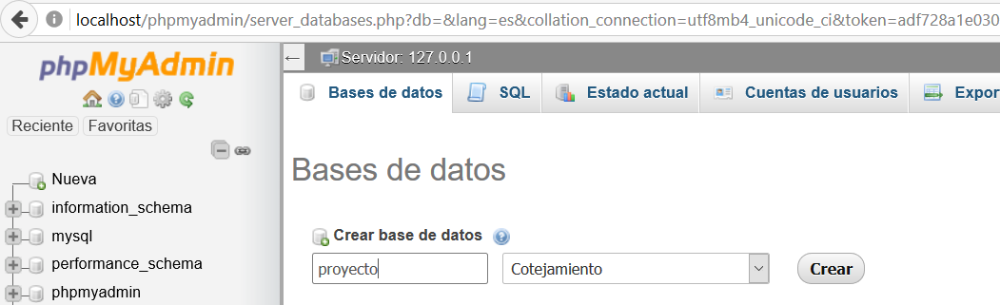 localhost/phpmyadmin/server_databases.php?db=&lang=es&collation_connection=utf8mb4_unicode_ci&token=adf728a1e030
phpMyAdmin
Reciente Favoritas
Nueva
information_schema
mysql
performance_schema
phpmyadmin
Servidor: 127.0.0.1
Bases de datos SQL Estado actual Cuentas de usuarios Expor
Bases de datos
Crear base de datos
proyecto Cotejamiento Crear